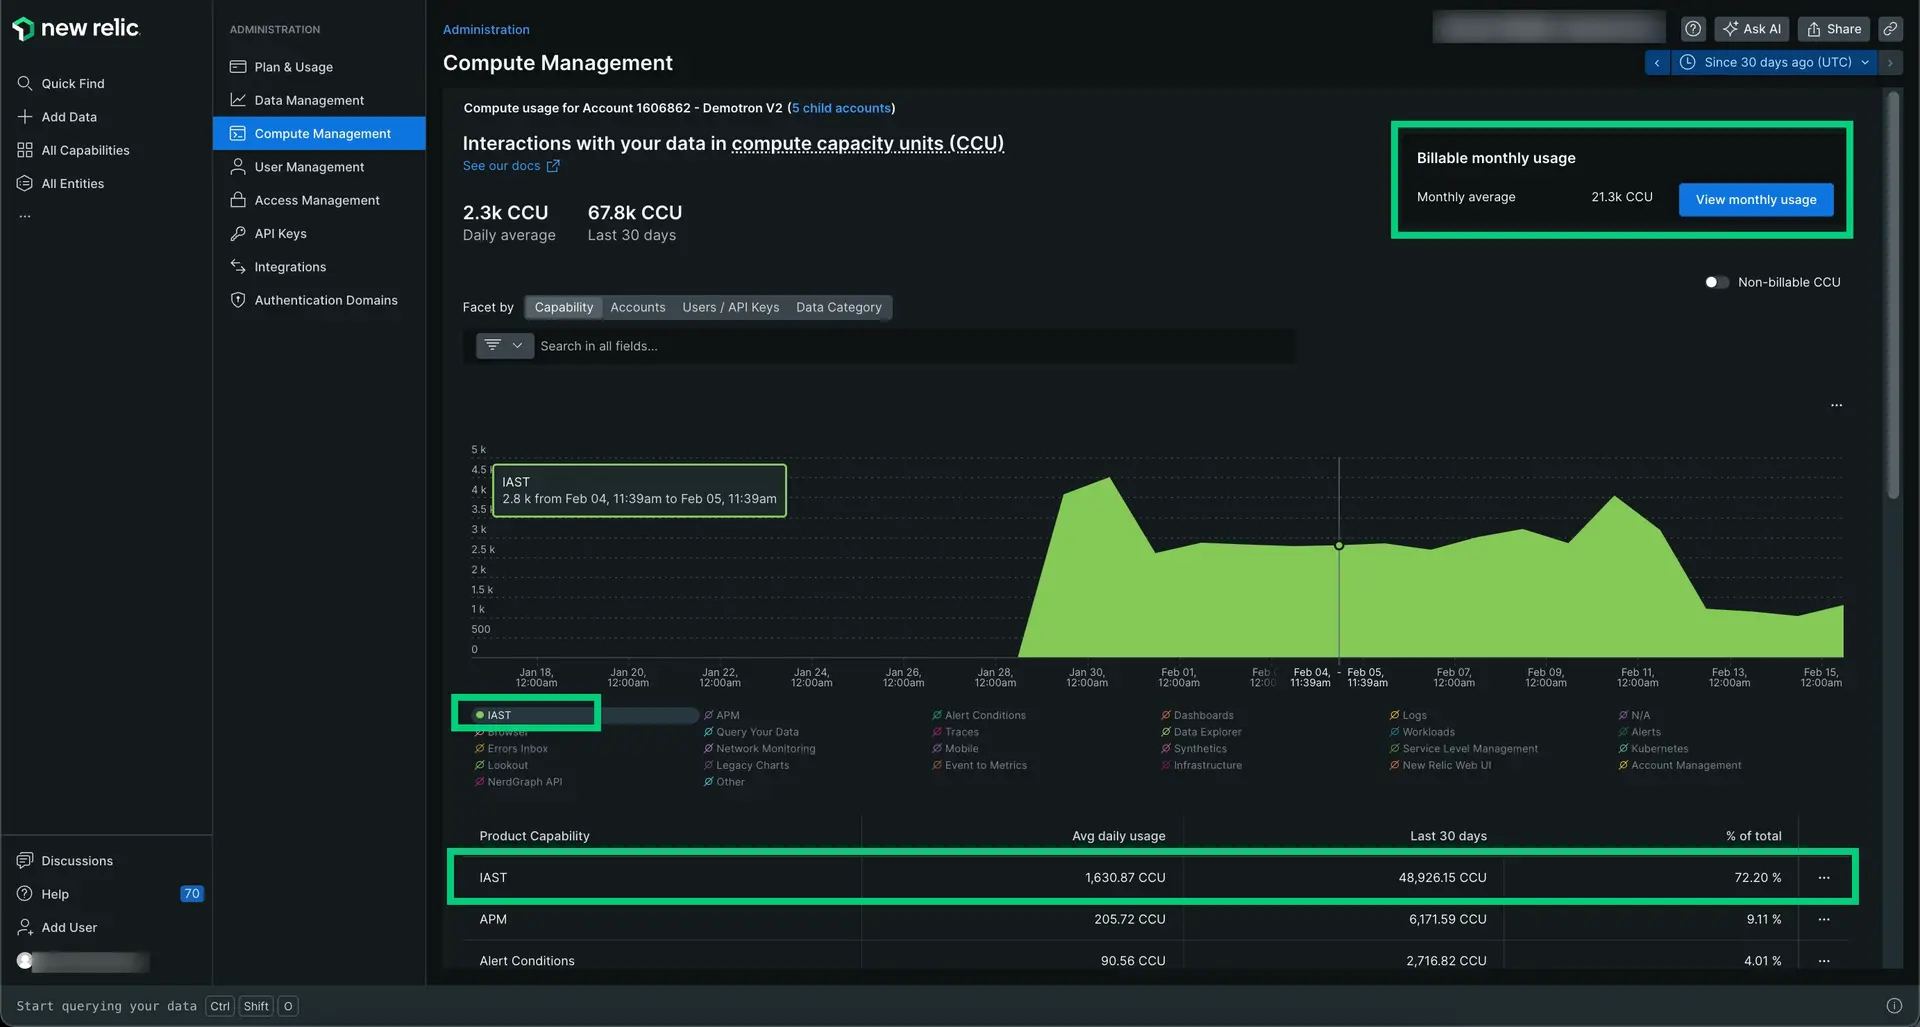 new relic.
Quick Find
Add Data
All Capabilities
All Entities
...
Discussions
Help 70
Add User
ADMINISTRATION
Plan & Usage
Data Management
Compute Management
User Management
Access Management
API Keys
Integrations
Authentication Domains
Administration
Compute Management
Ask AI
Share
Since 30 days ago (UTC)
Compute usage for Account 1606862 - Demotron V2 (5 child accounts)
Interactions with your data in compute capacity units (CCU)
See our docs
2.3k CCU 67.8k CCU
Daily average Last 30 days
Billable monthly usage
Monthly average 21.3k CCU View monthly usage
Non-billable CCU
Facet by Capability Accounts Users / API Keys Data Category
Search in all fields...
...
5 k
4.5
4 k
3.5
3 k
2.5 k
2 k
1.5 k
1 k
500
0
IAST
2.8 k from Feb 04, 11:39am to Feb 05, 11:39am
Jan 18, Jan 20, Jan 22, Jan 24, Jan 26, Jan 28, Jan 30, Feb 01, Feb 0 Feb 04, - Feb 05, Feb 07, Feb 09, Feb 11, Feb 13, Feb 15,
12:00am 12:00am 12:00am 12:00am 12:00am 12:00am 12:00am 12:00am 12:00 11:39am 11:39am 12:00am 12:00am 12:00am 12:00am 12:00am
IAST APM Alert Conditions Dashboards Logs N/A
Browser Query Your Data Traces Data Explorer Workloads Alerts
Errors Inbox Network Monitoring Mobile Synthetics Service Level Management Kubernetes
Lookout Legacy Charts Event to Metrics Infrastructure New Relic Web UI Account Management
NerdGraph API Other
Product Capability Avg daily usage Last 30 days % of total
IAST 1,630.87 CCU 48,926.15 CCU 72.20 % ...
APM 205.72 CCU 6,171.59 CCU 9.11 % ...
Alert Conditions 90.56 CCU 2,716.82 CCU 4.01 % ...
Start querying your data Ctrl Shift O